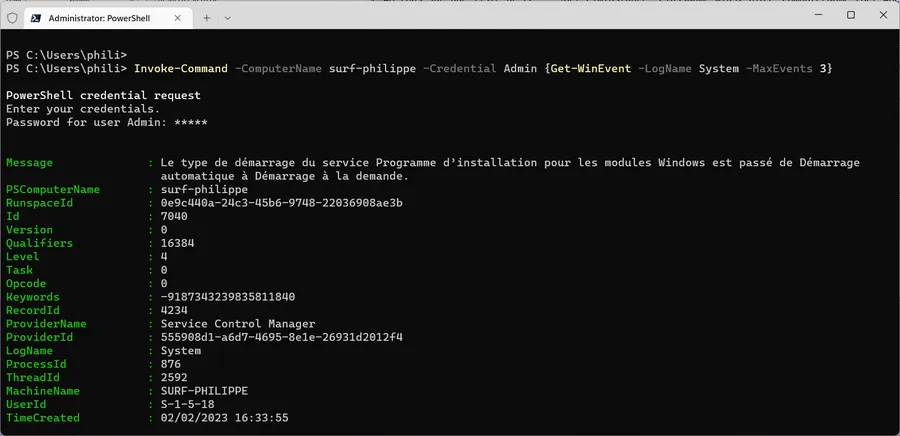 Administrator: PowerShell
PS C:\Users\phili>
PS C:\Users\phili> Invoke-Command -ComputerName surf-philippe -Credential Admin {Get-WinEvent -LogName System -MaxEvents 3}
PowerShell credential request
Enter your credentials.
Password for user Admin: *****
Message : Le type de démarrage du service Programme d’installation pour les modules Windows est passé de Démarrage
automatique à Démarrage à la demande.
PSComputerName : surf-philippe
RunspaceId : 0e9c440a-24c3-45b6-9748-22036908ae3b
Id : 7040
Version : 0
Qualifiers : 16384
Level : 4
Task : 0
Opcode : 0
Keywords : -9187343239835811840
RecordId : 4234
ProviderName : Service Control Manager
ProviderId : 555908d1-a6d7-4695-8e1e-26931d2012f4
LogName : System
ProcessId : 876
ThreadId : 2592
MachineName : SURF-PHILIPPE
UserId : S-1-5-18
TimeCreated : 02/02/2023 16:33:55